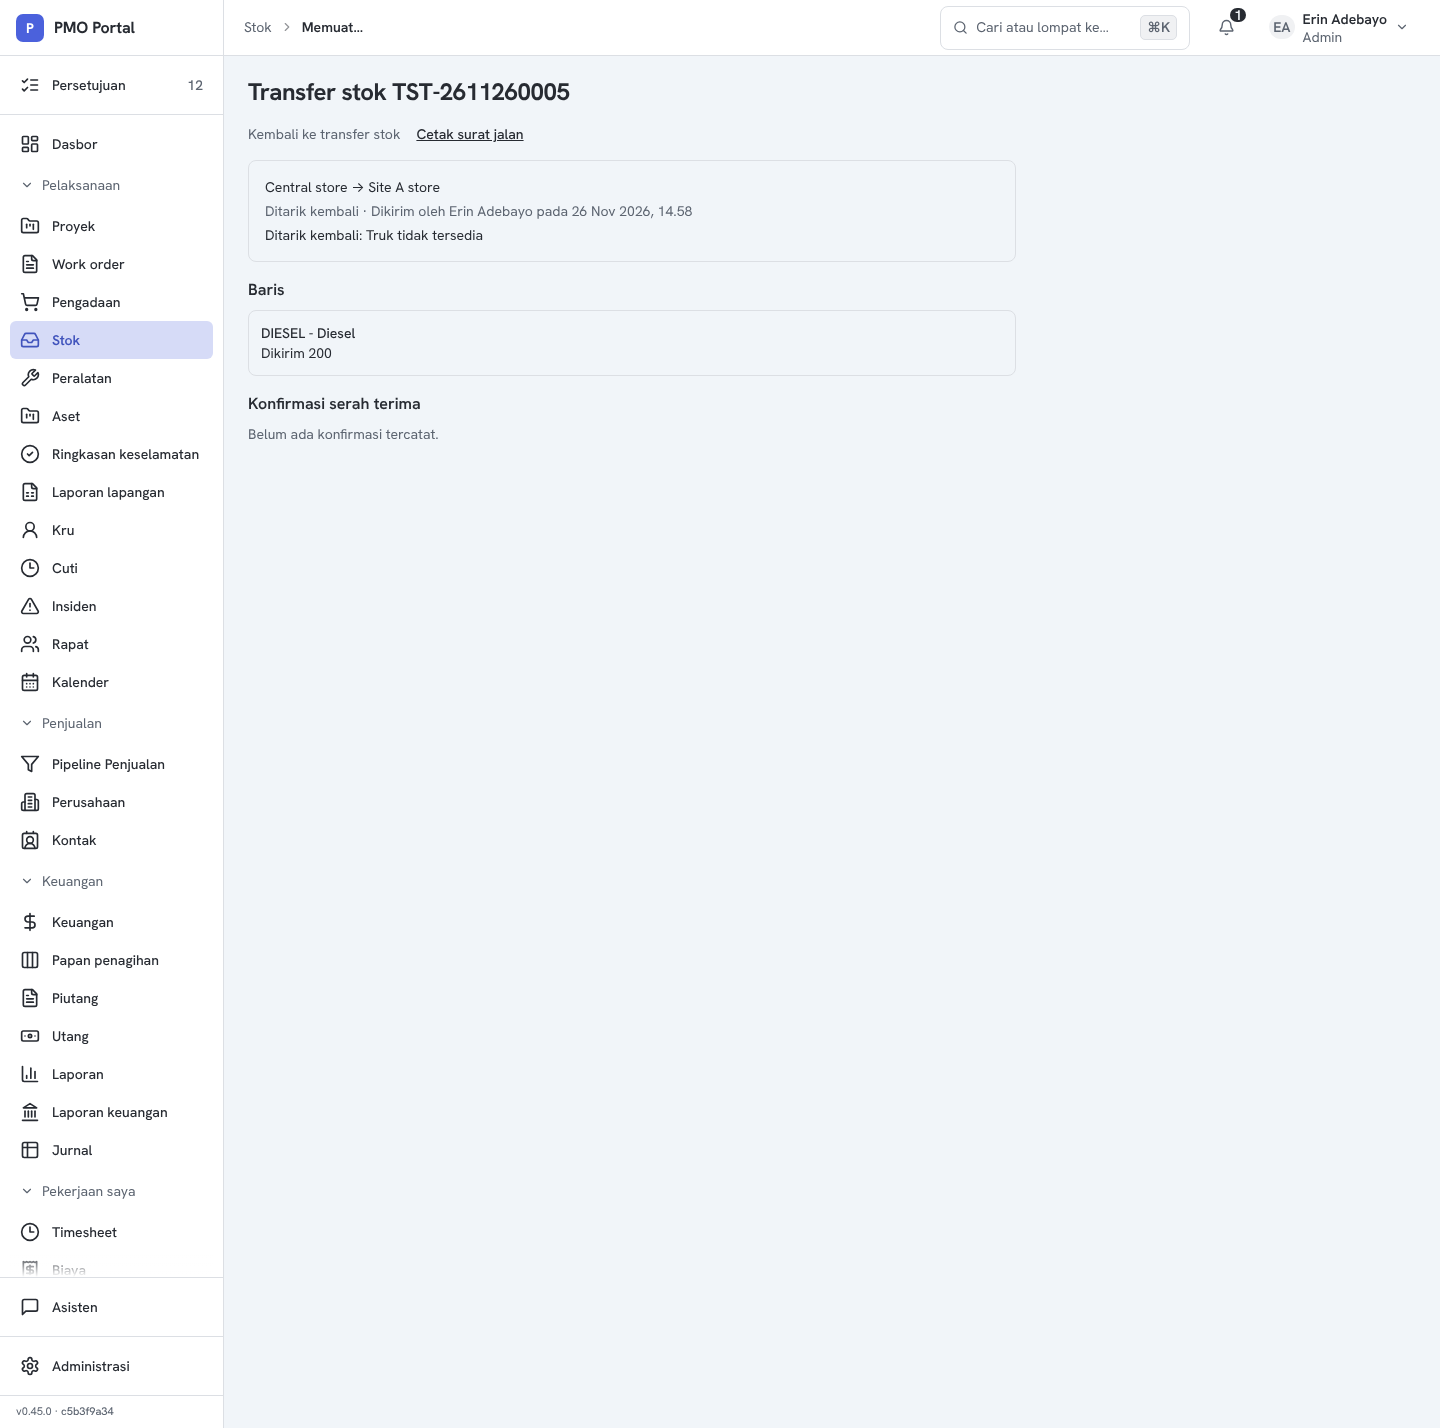 P PMO Portal
Stok > Memuat...
Cari atau lompat ke... ⌘K
1
EA Erin Adebayo
Admin
Persetujuan 12
Dasbor
Pelaksanaan
Proyek
Work order
Pengadaan
Stok
Peralatan
Aset
Ringkasan keselamatan
Laporan lapangan
Kru
Cuti
Insiden
Rapat
Kalender
Penjualan
Pipeline Penjualan
Perusahaan
Kontak
Keuangan
Keuangan
Papan penagihan
Piutang
Utang
Laporan
Laporan keuangan
Jurnal
Pekerjaan saya
Timesheet
Biaya
Asisten
Administrasi
v0.45.0 · c5b3f9a34
Transfer stok TST-2611260005
Kembali ke transfer stok Cetak surat jalan
Central store → Site A store
Ditarik kembali · Dikirim oleh Erin Adebayo pada 26 Nov 2026, 14.58
Ditarik kembali: Truk tidak tersedia
Baris
DIESEL - Diesel
Dikirim 200
Konfirmasi serah terima
Belum ada konfirmasi tercatat.